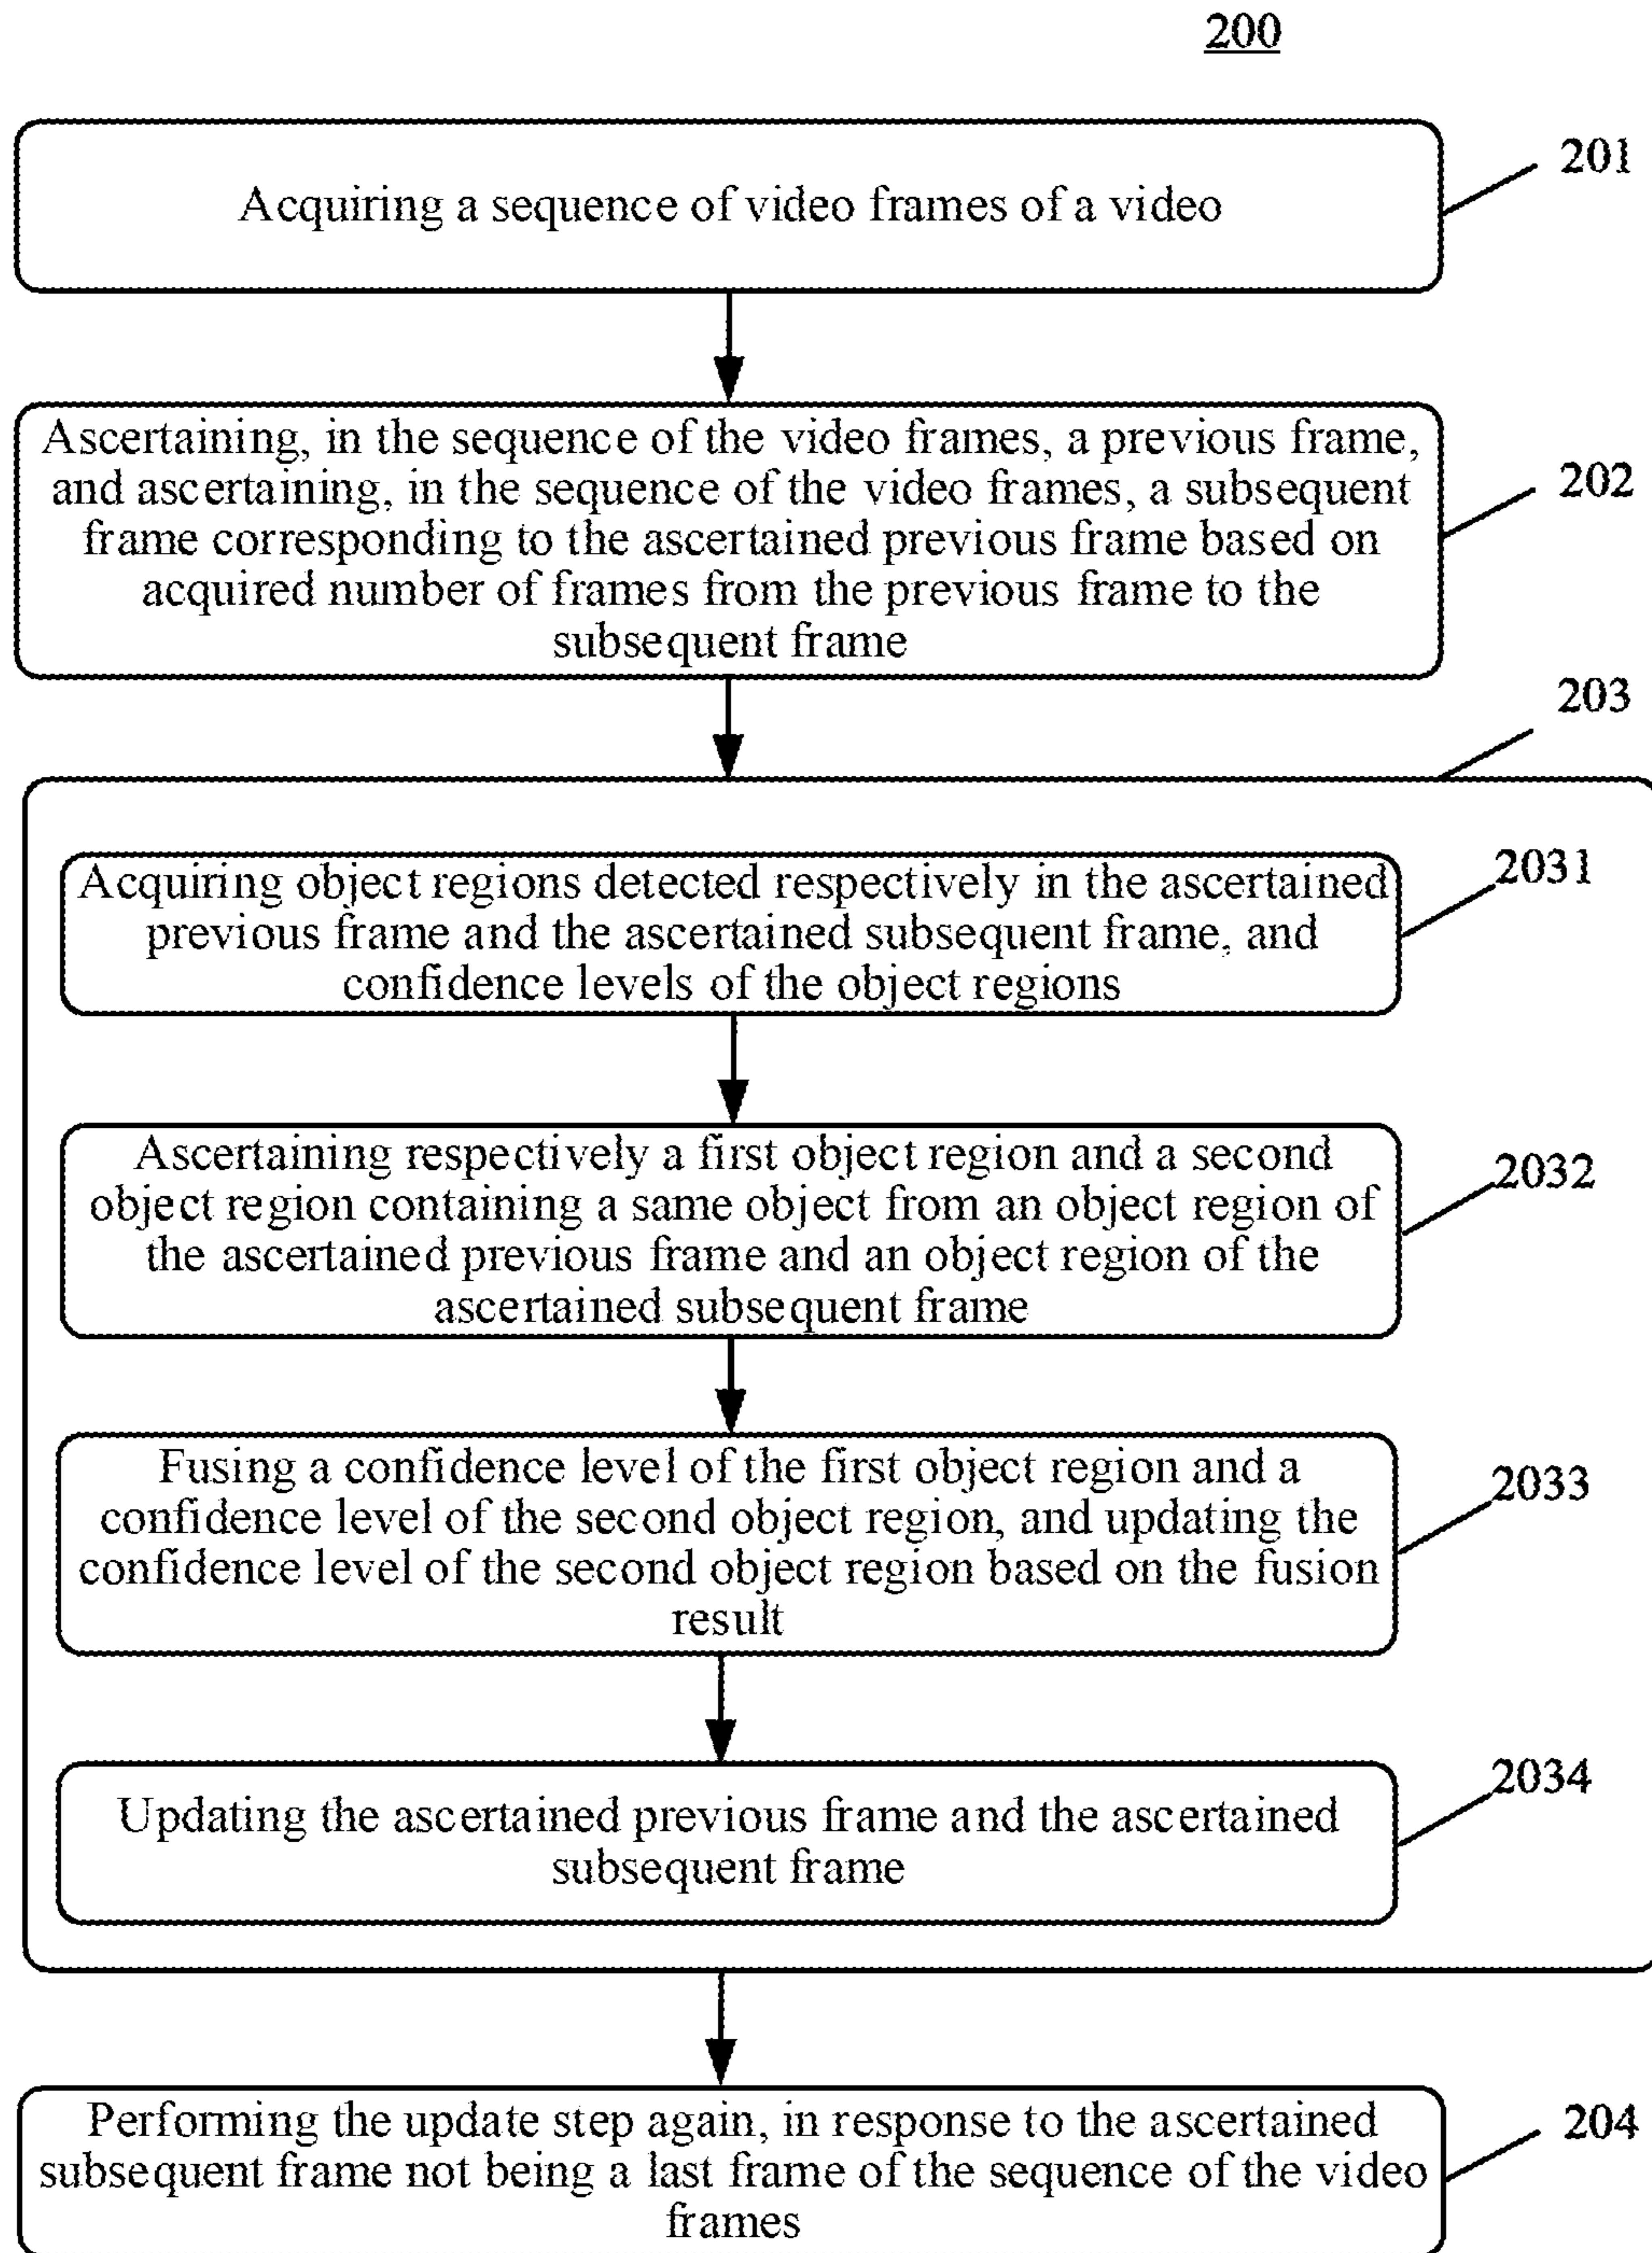 200
Acquiring a sequence of video frames of a video
201
Ascertaining, in the sequence of the video frames, a previous frame,
and ascertaining, in the sequence of the video frames, a subsequent
frame corresponding to the ascertained previous frame based on
acquired number of frames from the previous frame to the
subsequent frame
202
203
Acquiring object regions detected respectively in the ascertained
previous frame and the ascertained subsequent frame, and
confidence levels of the object regions
2031
Ascertaining respectively a first object region and a second
object region containing a same object from an object region of
the ascertained previous frame and an object region of the
ascertained subsequent frame
2032
Fusing a confidence level of the first object region and a
confidence level of the second object region, and updating the
confidence level of the second object region based on the fusion
result
2033
Updating the ascertained previous frame and the ascertained
subsequent frame
2034
Performing the update step again, in response to the ascertained
subsequent frame not being a last frame of the sequence of the video
frames
204